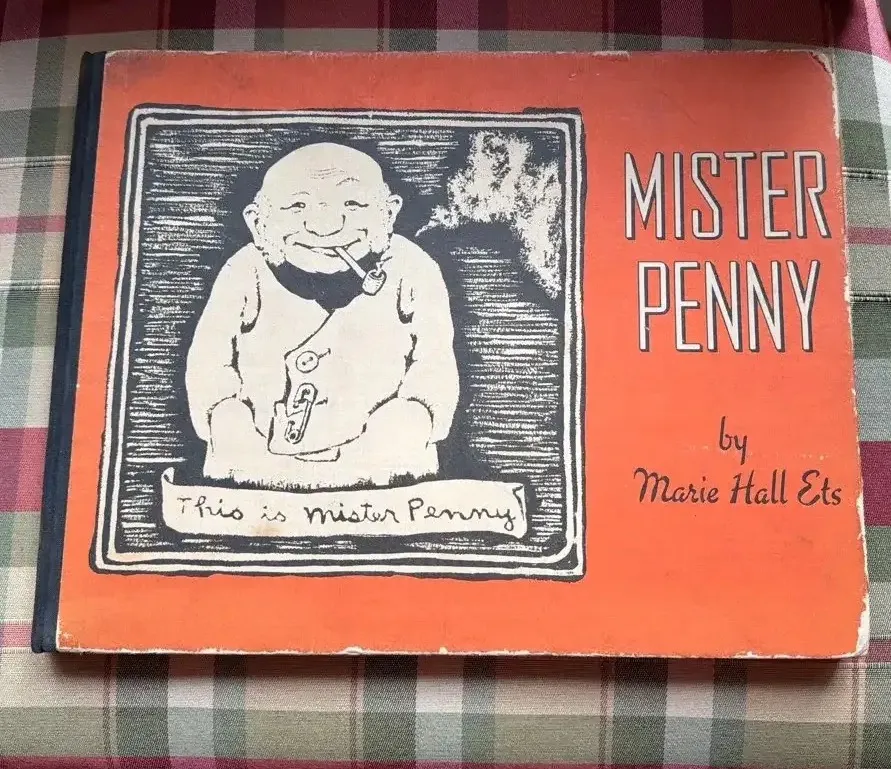 MISTER
PENNY
by
Marie Hall Ets
This is Mister Penny